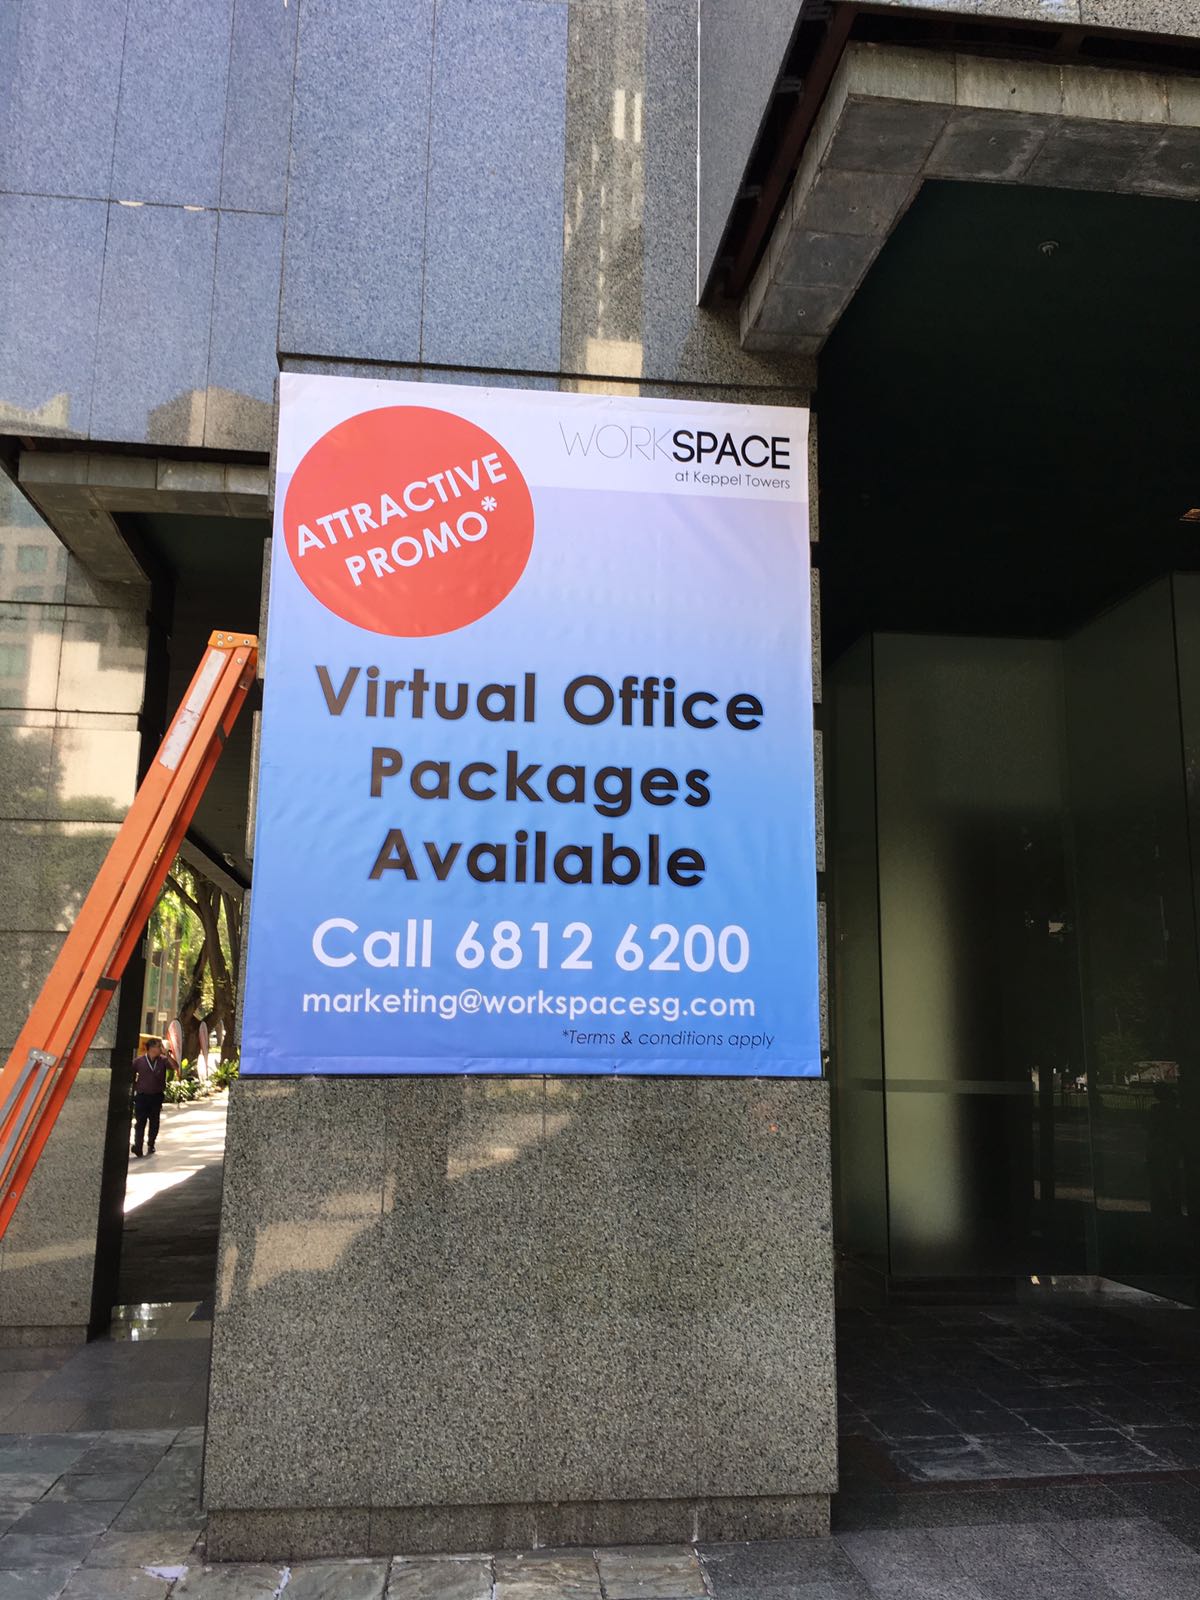 ATTRACTIVE
PROMO*
WORKSPACE
at Keppel Towers
Virtual Office
Packages
Available
Call 6812 6200
marketing@workspacesg.com
*Terms & conditions apply